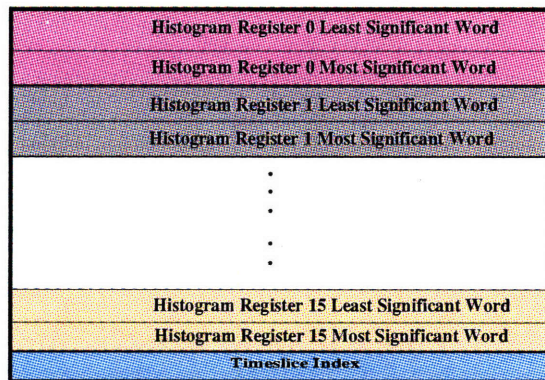 Histogram Register 0 Least Significant Word
Histogram Register 0 Most Significant Word
Histogram Register 1 Least Significant Word
Histogram Register 1 Most Significant Word
Histogram Register 15 Least Significant Word
Histogram Register 15 Most Significant Word
Timeslice Index